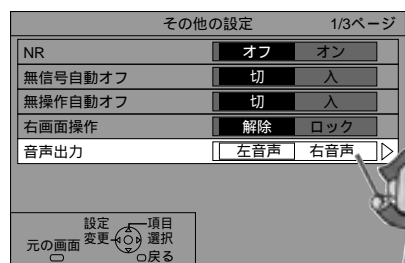 その他の設定 1/3ページ
NR オフ オン
無信号自動オフ 切 入
無操作自動オフ 切 入
右画面操作 解除 ロック
音声出力 左音声 右音声
設定 項目
変更 選択
元の画面 戻る